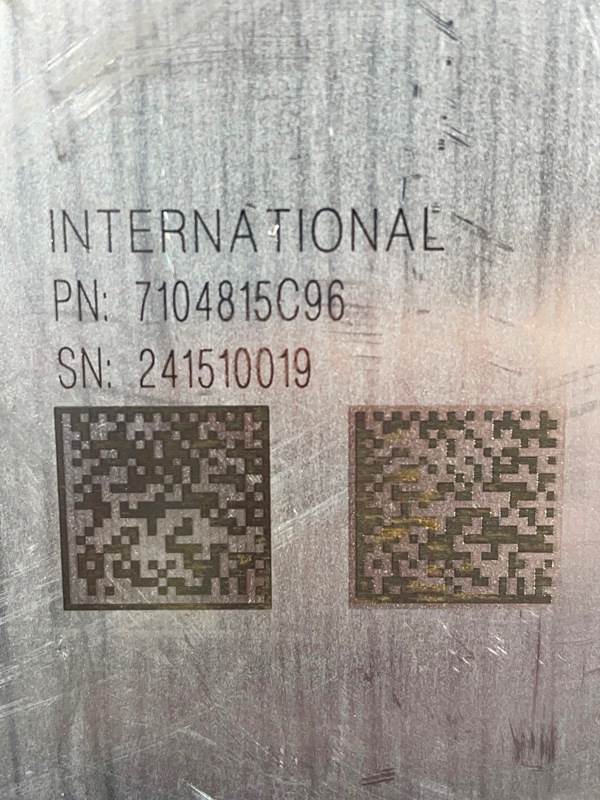 INTERNATIONAL
PN: 7104815C96
SN: 241510019